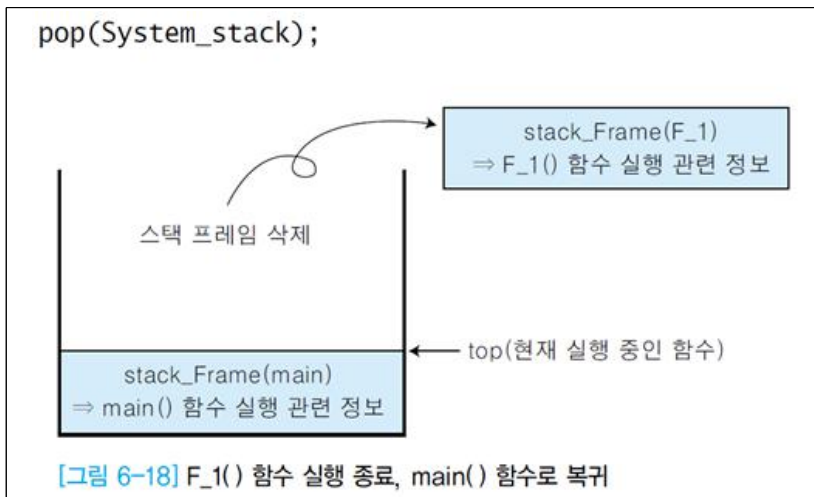 pop(System_stack);
stack_Frame(F_1)
⇒ F_1() 함수 실행 관련 정보
스택 프레임 삭제
top(현재 실행 중인 함수)
stack_Frame(main)
⇒ main() 함수 실행 관련 정보
[그림 6-18] F_1( ) 함수 실행 종료, main( ) 함수로 복귀